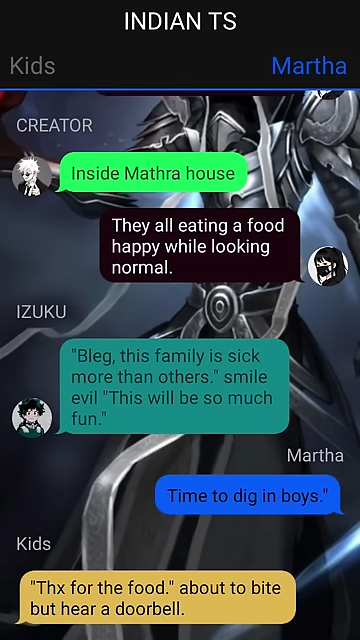 INDIAN TS
Kids
Martha
CREATOR
Inside Mathra house
They all eating a food
happy while looking
normal.
IZUKU
"Bleg, this family is sick
more than others." smile
evil "This will be so much
fun."
Martha
Time to dig in boys."
Kids
"Thx for the food." about to bite
but hear a doorbell.